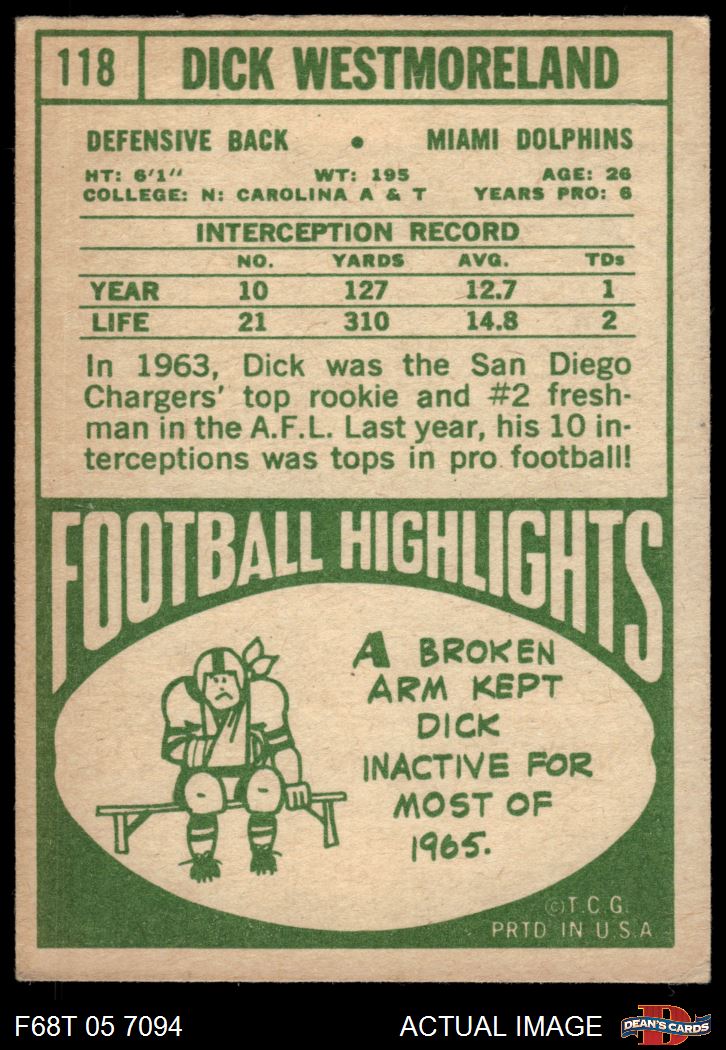 118 DICK WESTMORELAND
DEFENSIVE BACK • MIAMI DOLPHINS
HT: 6'1" WT: 195 AGE: 26
COLLEGE: N: CAROLINA A & T YEARS PRO: 6
INTERCEPTION RECORD
NO. YARDS AVG. TDs
YEAR 10 127 12.7 1
LIFE 21 310 14.8 2
In 1963, Dick was the San Diego
Chargers' top rookie and #2 fresh-
man in the A.F.L. Last year, his 10 in-
terceptions was tops in pro football!
FOOTBALL HIGHLIGHTS
A BROKEN
ARM KEPT
DICK
INACTIVE FOR
MOST OF
1965.
© T.C.G.
PRTD IN U.S.A
F68T 05 7094 ACTUAL IMAGE D DEAN'S CARDS